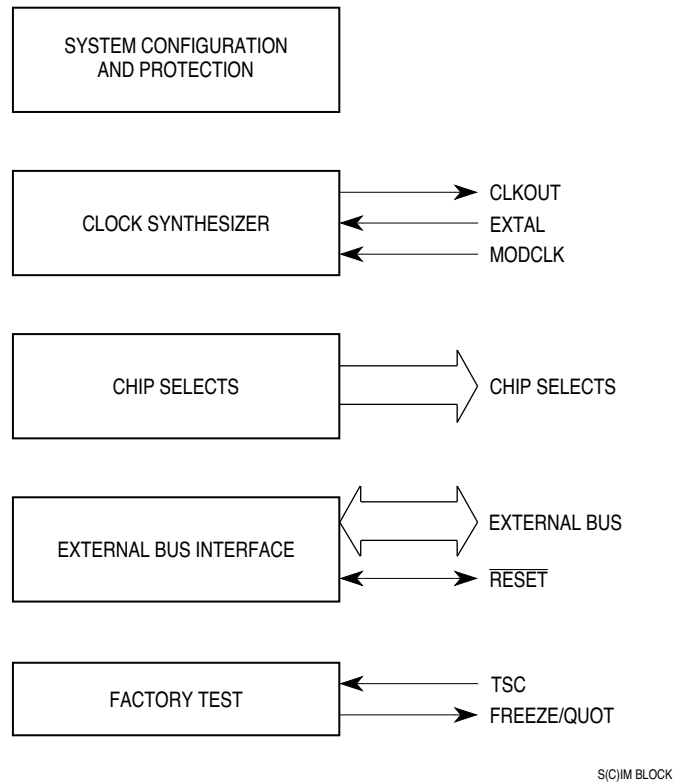 SYSTEM CONFIGURATION
AND PROTECTION
CLOCK SYNTHESIZER
CLKOUT
EXTAL
MODCLK
CHIP SELECTS
CHIP SELECTS
EXTERNAL BUS INTERFACE
EXTERNAL BUS
RESET
FACTORY TEST
TSC
FREEZE/QUOT
S(C)IM BLOCK